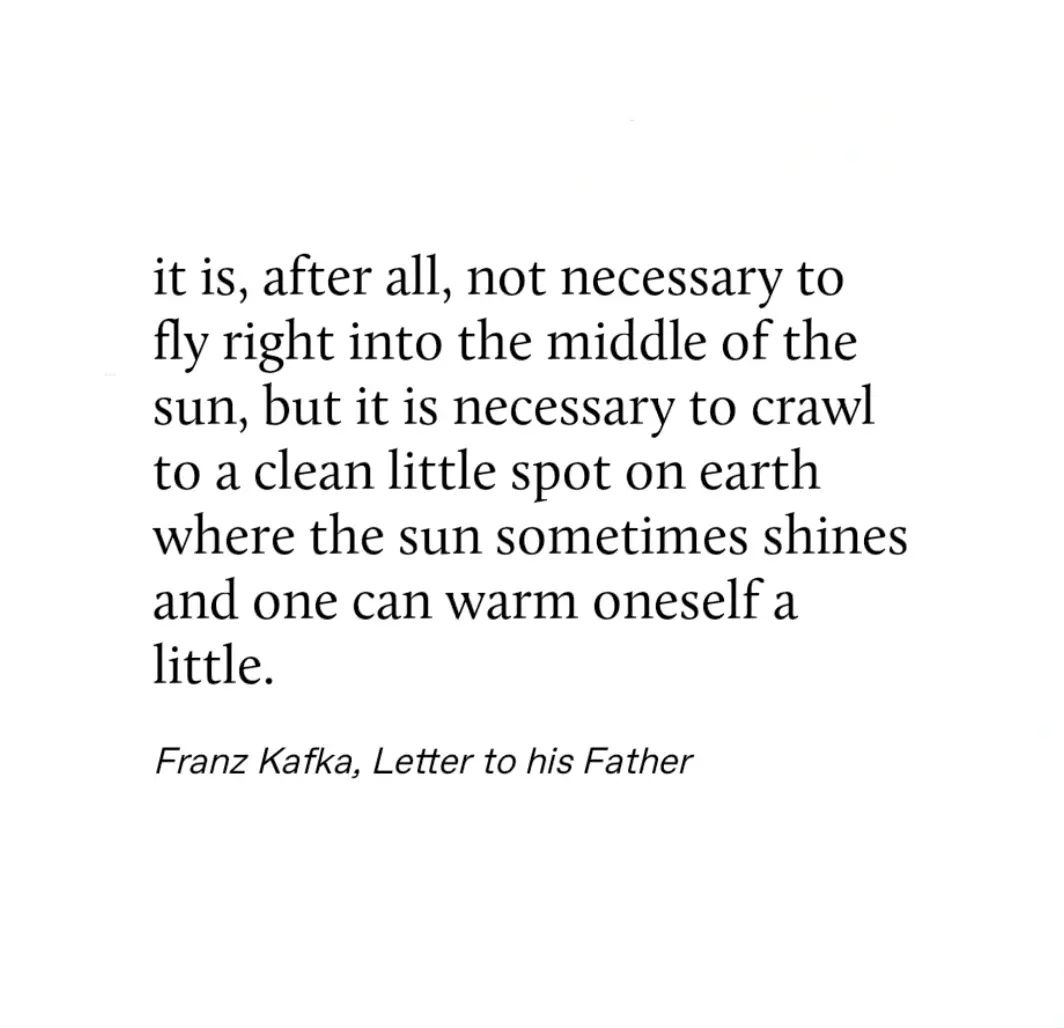 it is, after all, not necessary to
fly right into the middle of the
sun, but it is necessary to crawl
to a clean little spot on earth
where the sun sometimes shines
and one can warm oneself a
little.
Franz Kafka, Letter to his Father